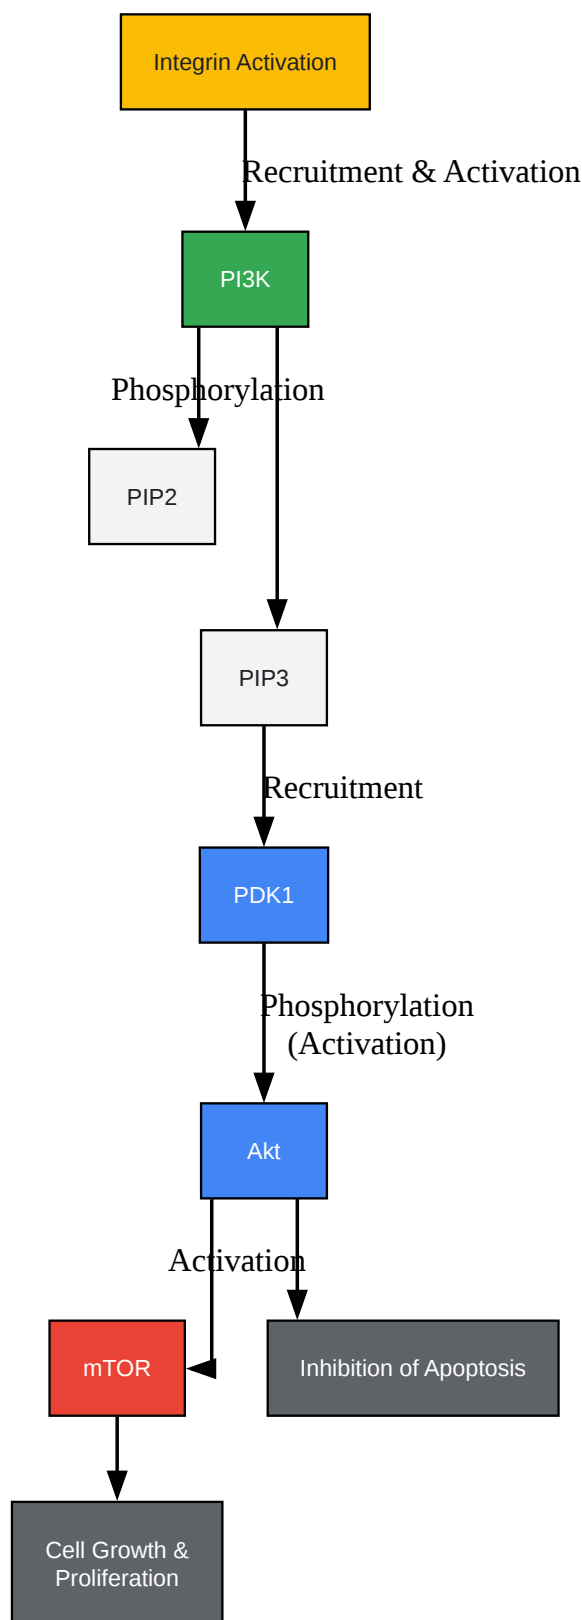 Integrin Activation
Recruitment & Activation
PI3K
Phosphorylation
PIP2
PIP3
Recruitment
PDK1
Phosphorylation
(Activation)
Akt
Activation
mTOR
Inhibition of Apoptosis
Cell Growth &
Proliferation